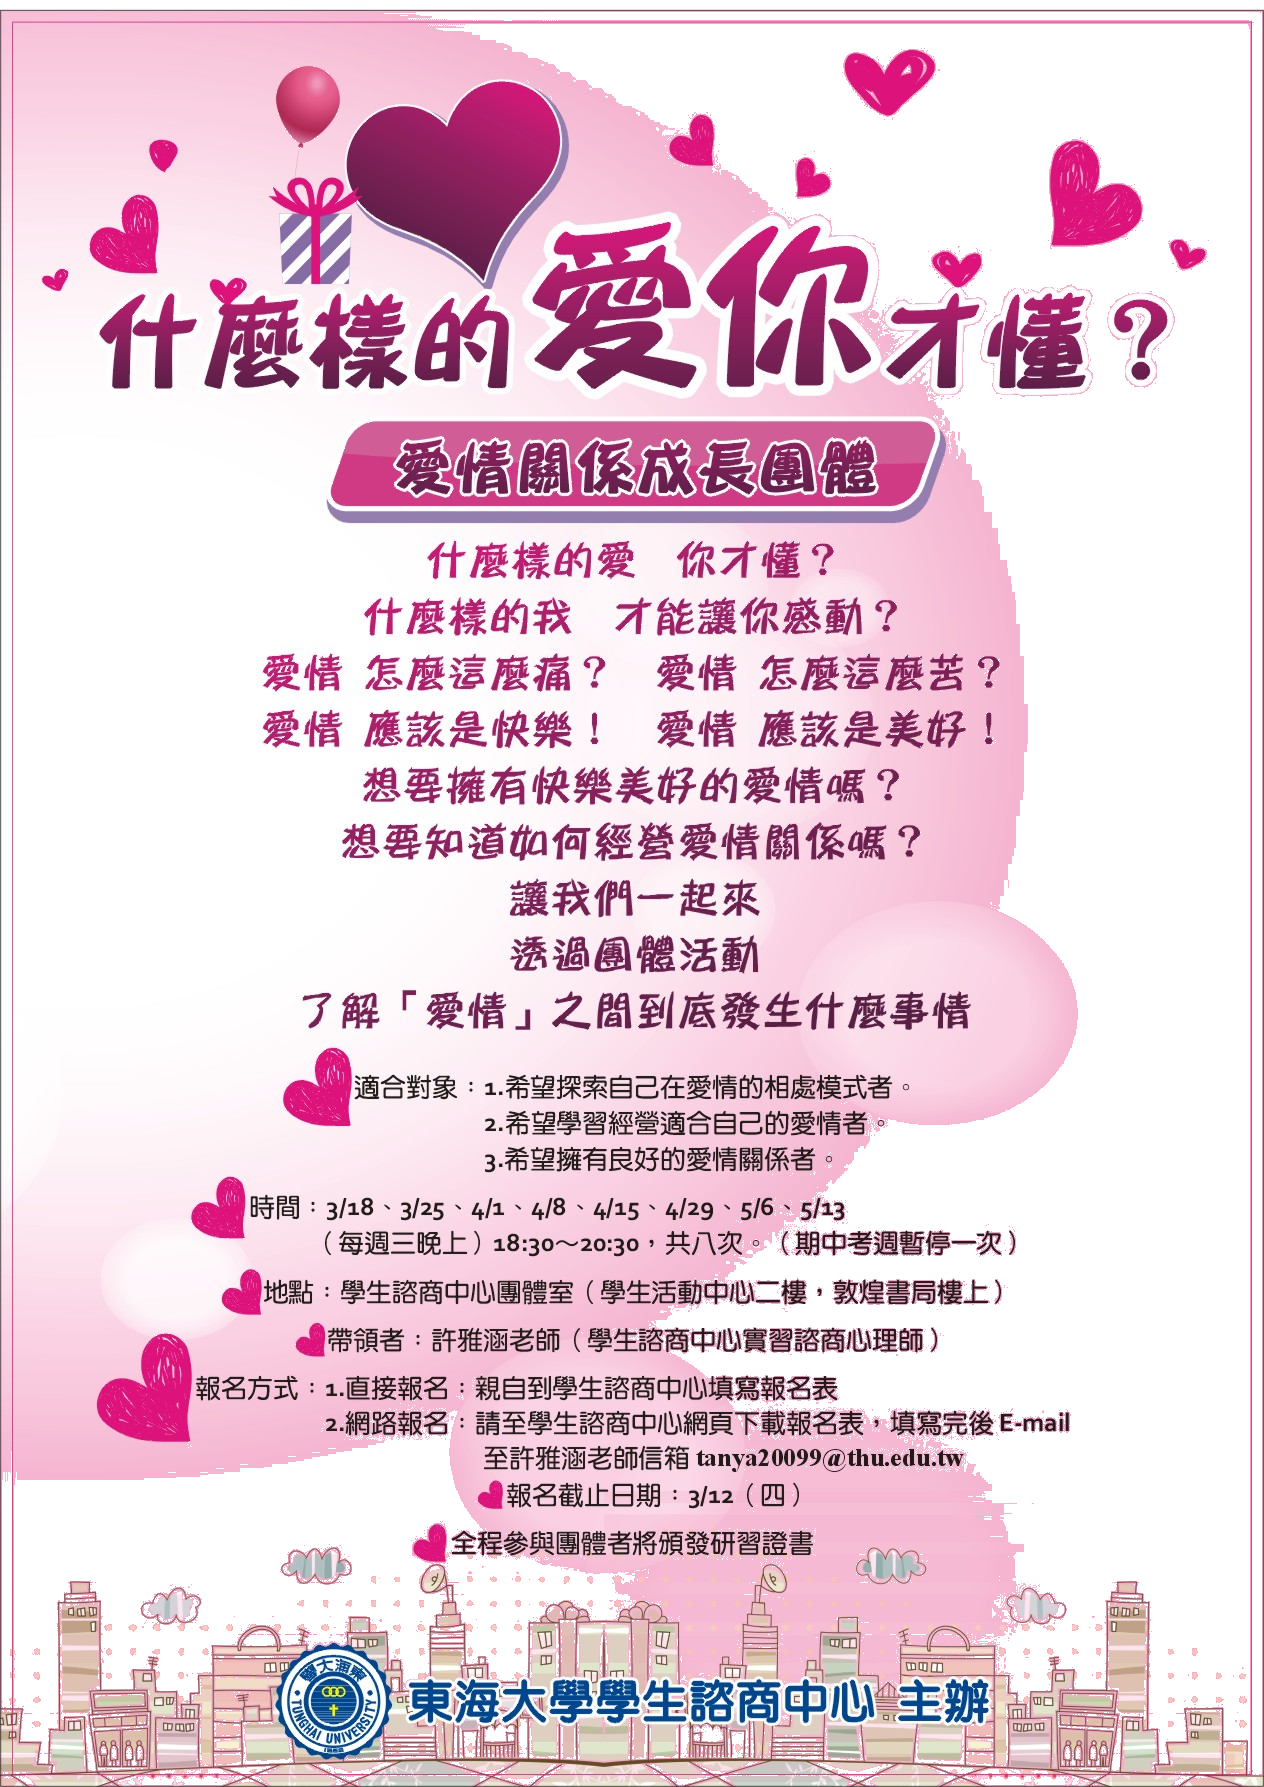 什麼樣的愛你才懂？
愛情關係成長團體
什麼樣的愛　你才懂？
什麼樣的我　才能讓你感動？
愛情 怎麼這麼痛？　愛情 怎麼這麼苦？
愛情 應該是快樂！　愛情 應該是美好！
想要擁有快樂美好的愛情嗎？
想要知道如何經營愛情關係嗎？
讓我們一起來
透過團體活動
了解「愛情」之間到底發生什麼事情
適合對象：1.希望探索自己在愛情的相處模式者。
2.希望學習經營適合自己的愛情者。
3.希望擁有良好的愛情關係者。
時間：3/18、3/25、4/1、4/8、4/15、4/29、5/6、5/13
（每週三晚上）18:30～20:30，共八次。（期中考週暫停一次）
地點：學生諮商中心團體室（學生活動中心二樓，敦煌書局樓上）
帶領者：許雅涵老師（學生諮商中心實習諮商心理師）
報名方式：1.直接報名：親自到學生諮商中心填寫報名表
2.網路報名：請至學生諮商中心網頁下載報名表，填寫完後 E-mail
至許雅涵老師信箱 tanya20099@thu.edu.tw
報名截止日期：3/12（四）
全程參與團體者將頒發研習證書
學大海東
TUNGHAI UNIVERSITY
1955
東海大學學生諮商中心 主辦